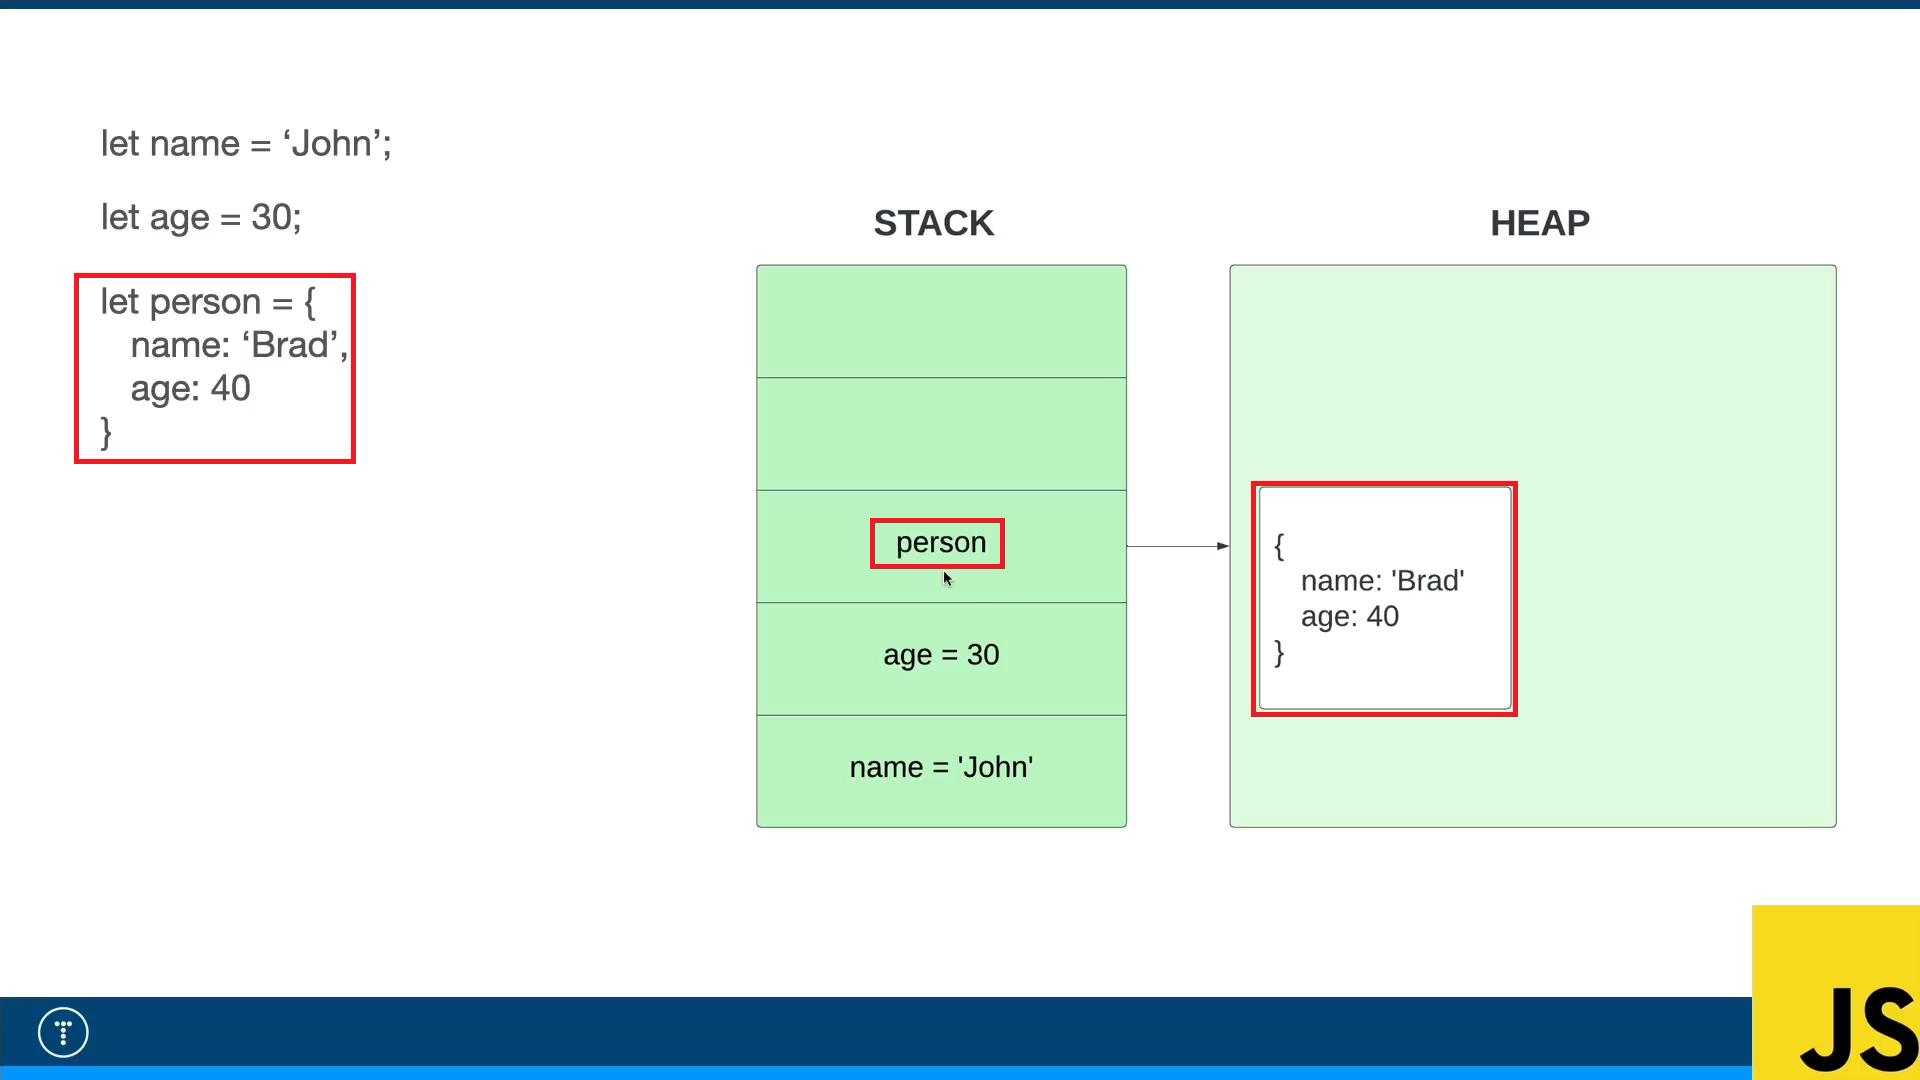 let name = ‘John’;
let age = 30;
let person = {
name: ‘Brad’,
age: 40
}
STACK
person
age = 30
name = 'John'
HEAP
{
name: 'Brad'
age: 40
}
JS